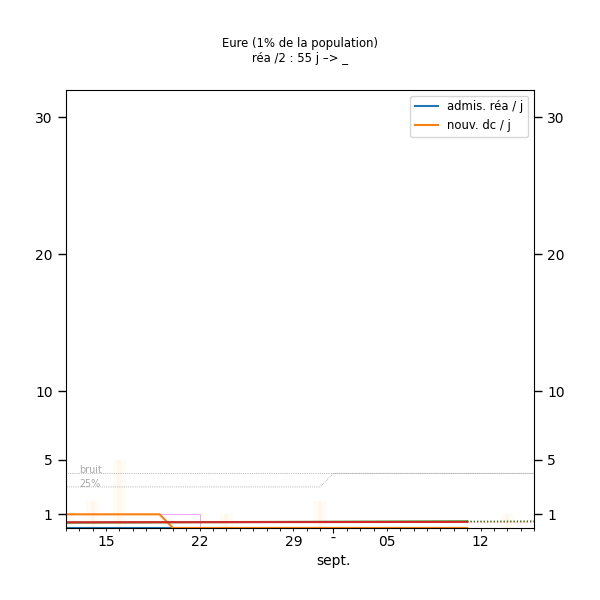 Eure (1% de la population)
réa /2 : 55 j –> _
admis. réa / j
nouv. dc / j
30 30
20 20
10 10
5 5
bruit
25%
1 1
15 22 29 - 05 12
sept.